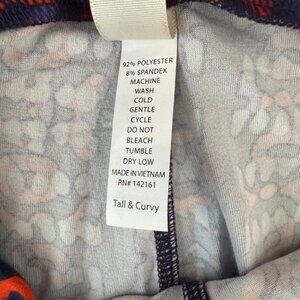 92% POLYESTER
8% SPANDEX
MACHINE
WASH
COLD
GENTLE
CYCLE
DO NOT
BLEACH
TUMBLE
DRY LOW
MADE IN VIETNAM
RN# 142161
Tall & Curvy